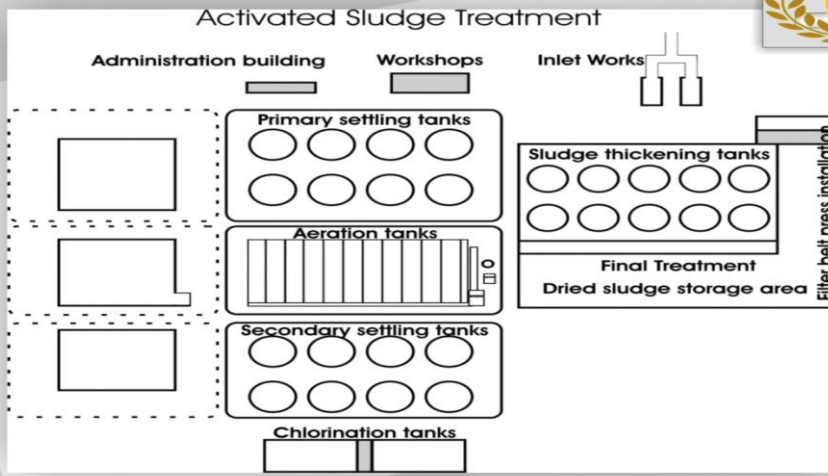 Activated Sludge Treatment
Administration building
Workshops
Inlet Works
Primary settling tanks
Sludge thickening tanks
Aeration tanks
Final Treatment
Dried sludge storage area
Filter belt press installation
Secondary settling tanks
Chlorination tanks